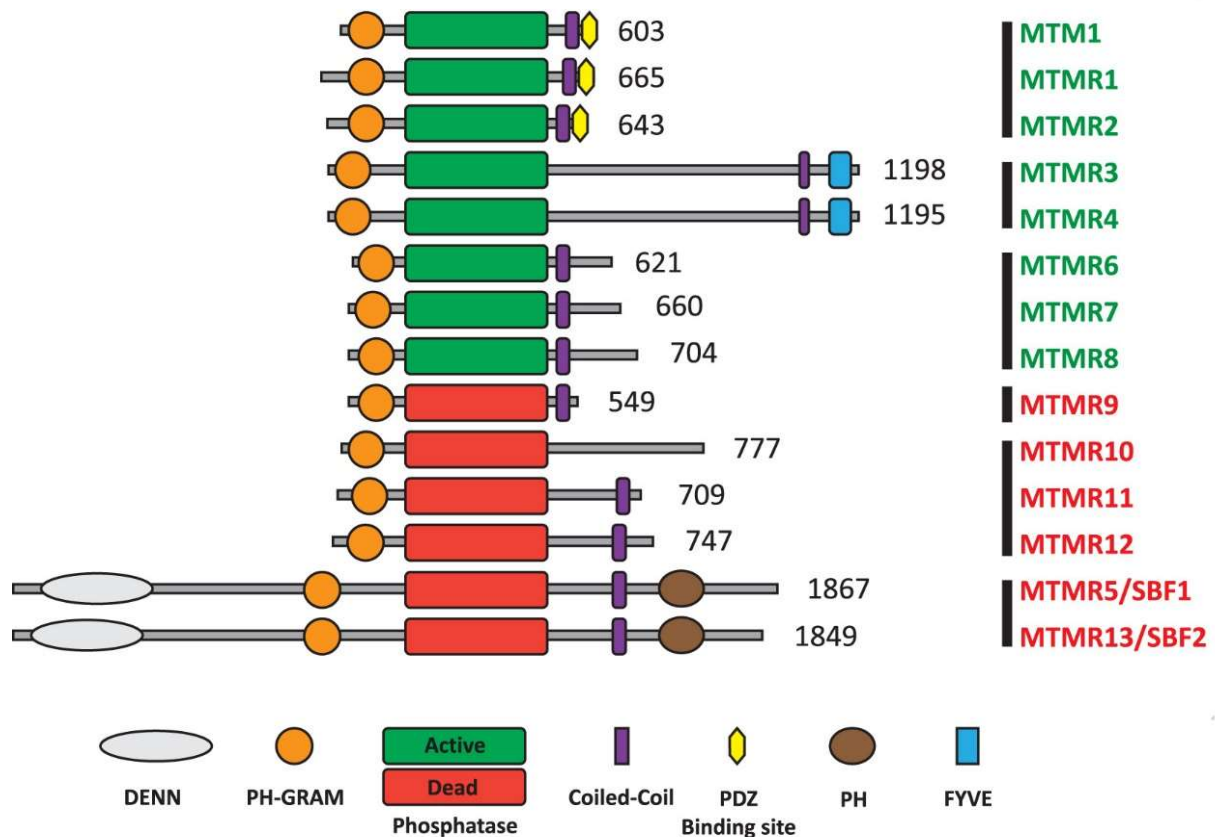 603 MTM1
665 MTMR1
643 MTMR2
1198 MTMR3
1195 MTMR4
621 MTMR6
660 MTMR7
704 MTMR8
549 MTMR9
777 MTMR10
709 MTMR11
747 MTMR12
1867 MTMR5/SBF1
1849 MTMR13/SBF2
Active
Dead
DENN PH-GRAM Phosphatase Coiled-Coil PDZ Binding site PH FYVE